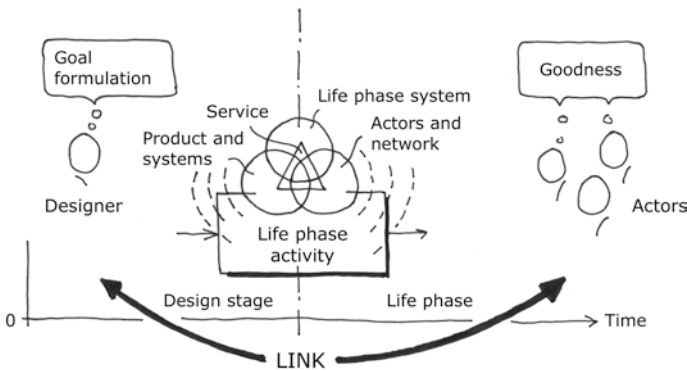 Goal
formulation
Goodness
Life phase system
Service
Actors and
network
Product and
systems
Designer
Actors
Life phase
activity
Design stage
Life phase
0
Time
LINK